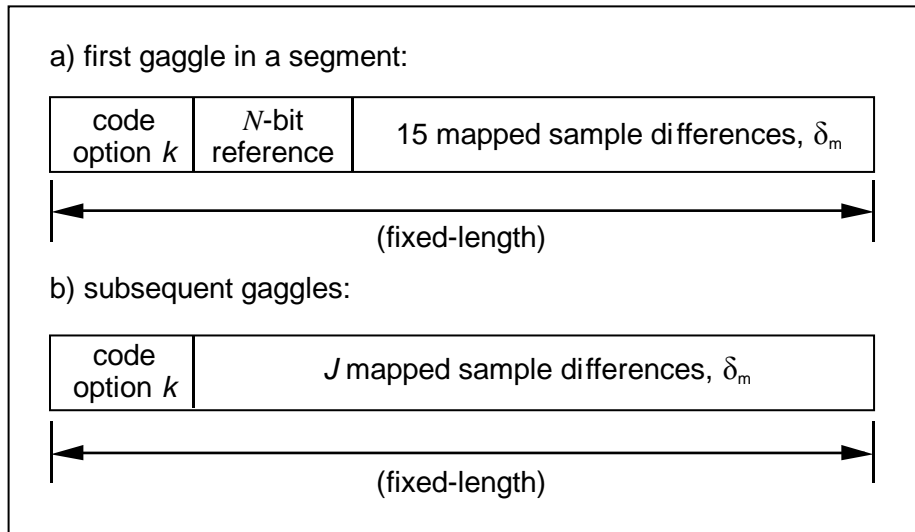 a) first gaggle in a segment:
code option k
N-bit reference
15 mapped sample differences, δm
(fixed-length)
b) subsequent gaggles:
code option k
J mapped sample differences, δm
(fixed-length)